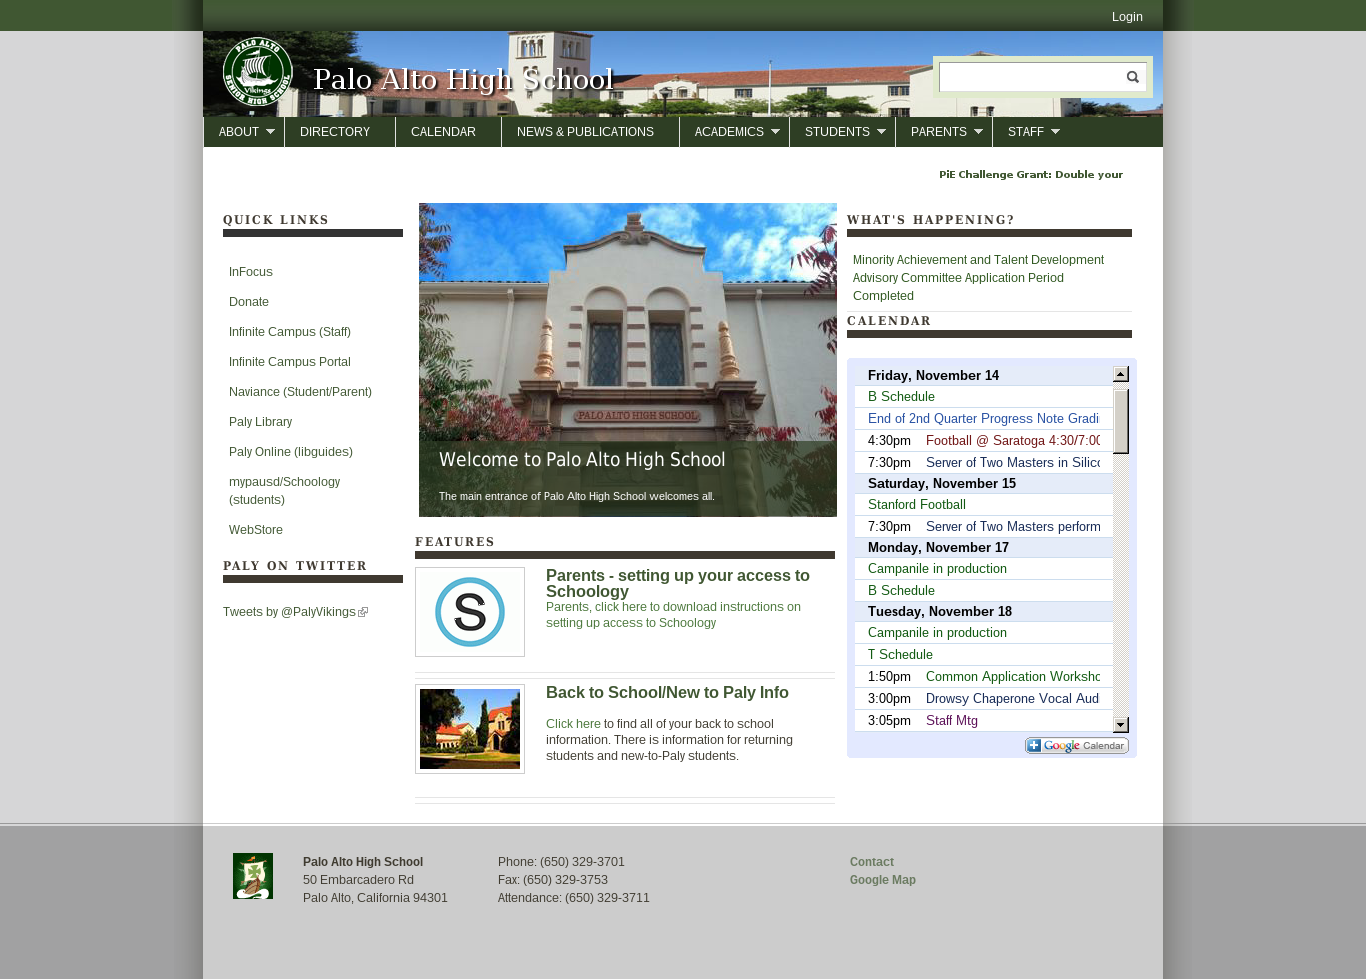 Login
PALO ALTO
Vikings
SENIOR HIGH SCHOOL
Palo Alto High School
ABOUT
DIRECTORY
CALENDAR
NEWS & PUBLICATIONS
ACADEMICS
STUDENTS
PARENTS
STAFF
PiE Challenge Grant: Double your
QUICK LINKS
InFocus
Donate
Infinite Campus (Staff)
Infinite Campus Portal
Naviance (Student/Parent)
Paly Library
Paly Online (libguides)
mypausd/Schoology
(students)
WebStore
PALY ON TWITTER
Tweets by @PalyVikings
PALO ALTO HIGH SCHOOL
Welcome to Palo Alto High School
The main entrance of Palo Alto High School welcomes all.
FEATURES
S
Parents - setting up your access to
Schoology
Parents, click here to download instructions on
setting up access to Schoology
Back to School/New to Paly Info
Click here to find all of your back to school
information. There is information for returning
students and new-to-Paly students.
WHAT'S HAPPENING?
Minority Achievement and Talent Development
Advisory Committee Application Period
Completed
CALENDAR
Friday, November 14
B Schedule
End of 2nd Quarter Progress Note Gradi
4:30pm Football @ Saratoga 4:30/7:00
7:30pm Server of Two Masters in Silico
Saturday, November 15
Stanford Football
7:30pm Server of Two Masters perform
Monday, November 17
Campanile in production
B Schedule
Tuesday, November 18
Campanile in production
T Schedule
1:50pm Common Application Worksho
3:00pm Drowsy Chaperone Vocal Aud
3:05pm Staff Mtg
Google Calendar
Palo Alto High School
50 Embarcadero Rd
Palo Alto, California 94301
Phone: (650) 329-3701
Fax: (650) 329-3753
Attendance: (650) 329-3711
Contact
Google Map